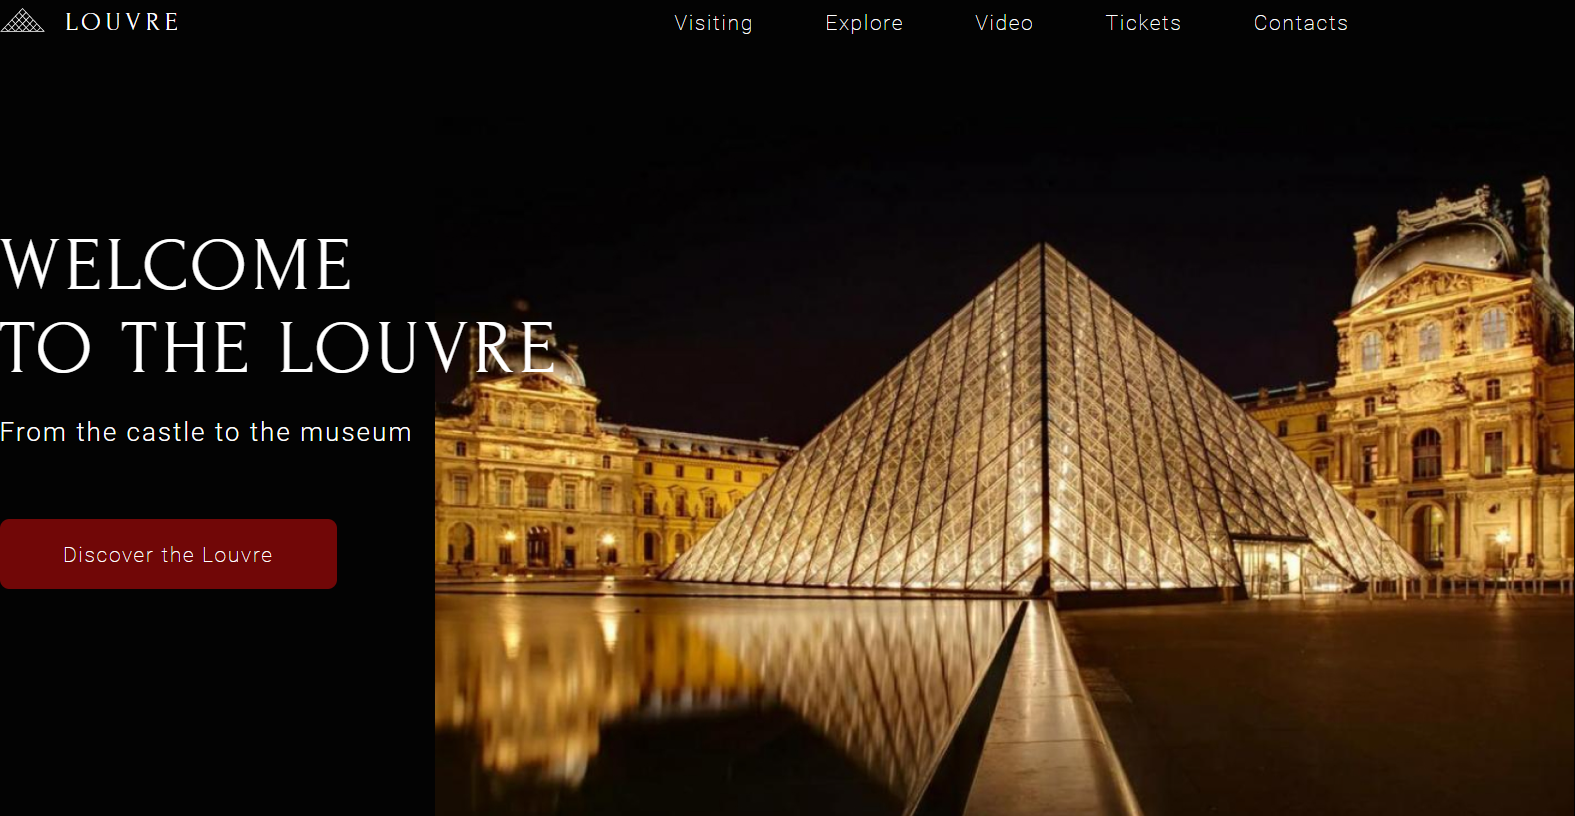 LOUVRE
Visiting
Explore
Video
Tickets
Contacts
WELCOME
TO THE LOUVRE
From the castle to the museum
Discover the Louvre